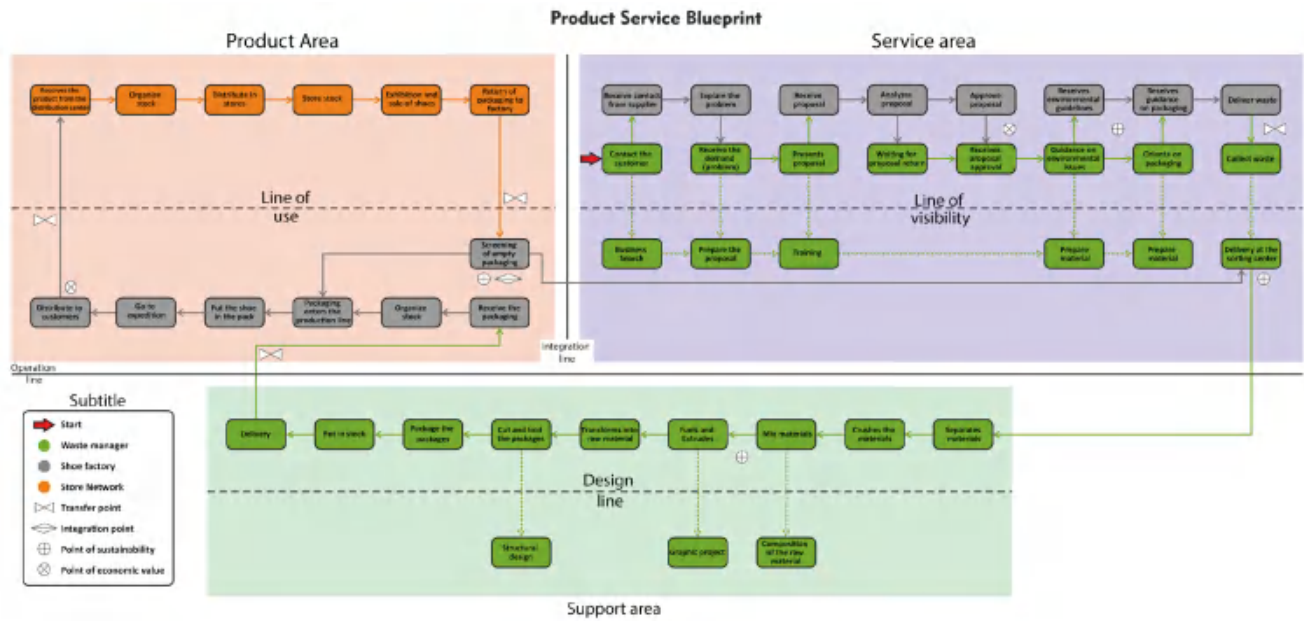 Product Service Blueprint
Product Area
Service area
Receives the
product from the
distribution center
Organize
stock
Distribute in
stores
Store stock
Exhibition and
sale of shoes
Return of
packaging to
factory
Receive contact
from supplier
Explain the
problem
Receive
proposal
Analyze
proposal
Approve
proposal
Receives
environmental
guidelines
Receives
guidance
on packaging
Deliver waste
Contact the
customer
Receive the
demand
(problem)
Presents
proposal
Waiting for
proposal return
Receives
proposal
approval
Guidance on
environmental
issues
Orients on
packaging
Collect waste
Line of
use
Line of
visibility
Screening
of empty
packaging
Business
Search
Prepare the
proposal
Training
Prepare
material
Prepare
material
Delivery at the
sorting center
Distribute to
customers
Go to
expedition
Put the shoe
in the pack
Packaging
enters the
production line
Organize
stock
Receive the
packaging
Integration
line
Operation
line
Subtitle
Start
Waste manager
Shoe factory
Store Network
Transfer point
Integration point
Point of sustainability
Point of economic value
Delivery
Put in stock
Package the
packages
Cut and
the packages
Transforms into
raw material
Fuels and
Extrudes
Mix materials
Crushes the
materials
Separates
materials
Design
line
Structural
design
Graphic project
Composition
of the raw
material
Support area